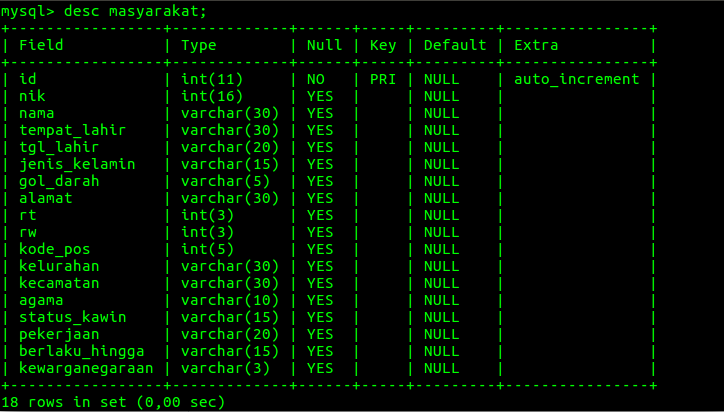 mysql> desc masyarakat;
+-----------------+-------------+------+-----+---------+----------------+
| Field           | Type        | Null | Key | Default | Extra          |
+-----------------+-------------+------+-----+---------+----------------+
| id              | int(11)     | NO   | PRI | NULL    | auto_increment |
| nik             | int(16)     | YES  |     | NULL    |                |
| nama            | varchar(30) | YES  |     | NULL    |                |
| tempat_lahir    | varchar(30) | YES  |     | NULL    |                |
| tgl_lahir       | varchar(20) | YES  |     | NULL    |                |
| jenis_kelamin   | varchar(15) | YES  |     | NULL    |                |
| gol_darah       | varchar(5)  | YES  |     | NULL    |                |
| alamat          | varchar(30) | YES  |     | NULL    |                |
| rt              | int(3)      | YES  |     | NULL    |                |
| rw              | int(3)      | YES  |     | NULL    |                |
| kode_pos        | int(5)      | YES  |     | NULL    |                |
| kelurahan       | varchar(30) | YES  |     | NULL    |                |
| kecamatan       | varchar(30) | YES  |     | NULL    |                |
| agama           | varchar(10) | YES  |     | NULL    |                |
| status_kawin    | varchar(15) | YES  |     | NULL    |                |
| pekerjaan       | varchar(20) | YES  |     | NULL    |                |
| berlaku_hingga  | varchar(15) | YES  |     | NULL    |                |
| kewarganegaraan | varchar(3)  | YES  |     | NULL    |                |
+-----------------+-------------+------+-----+---------+----------------+
18 rows in set (0,00 sec)